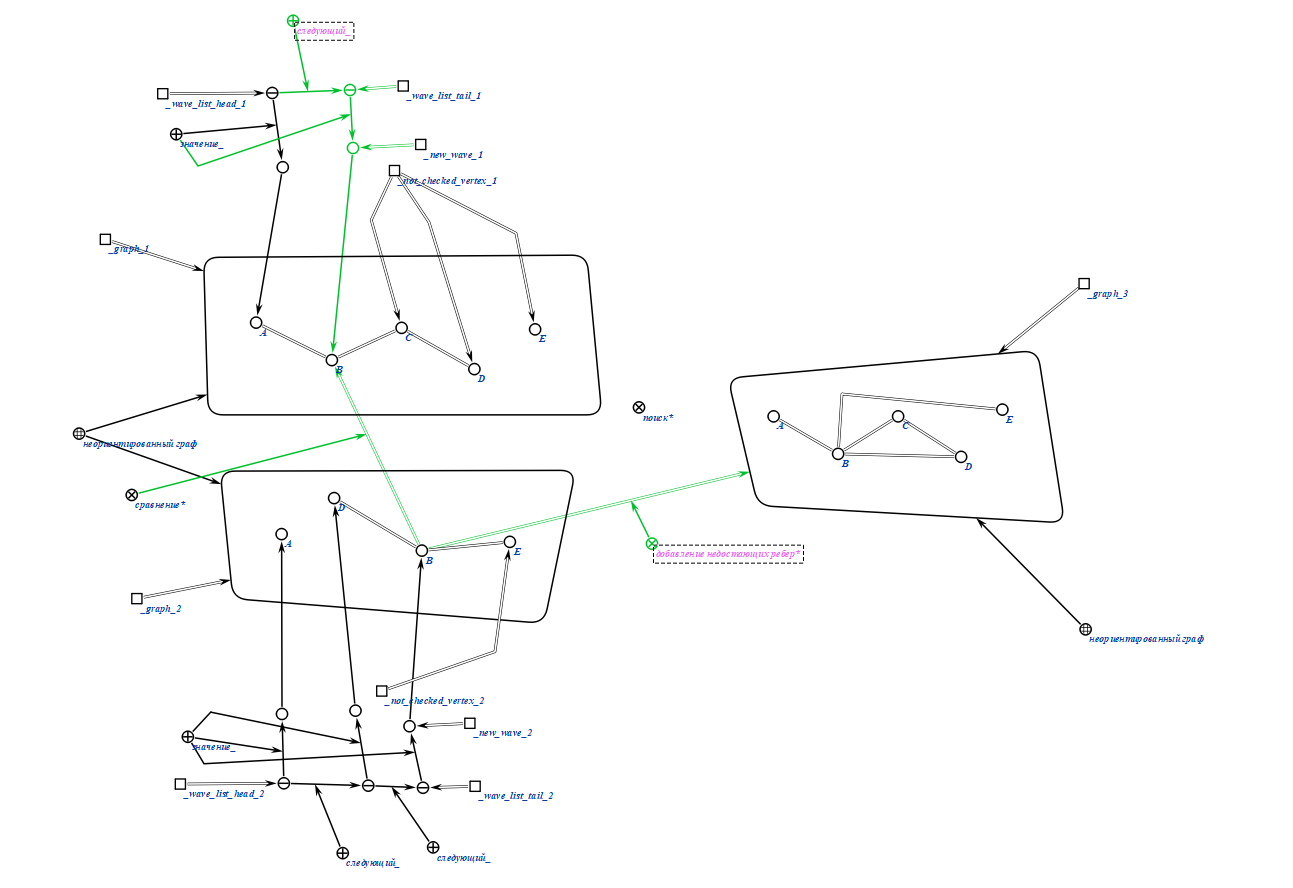 следующий_
_wave_list_head_1
_wave_list_tail_1
значение_
_new_wave_1
_not_checked_vertex_1
_graph_1
_graph_3
A
B
C
D
E
неориентированный граф
поиск*
A
B
C
D
E
сравнение*
D
A
B
E
добавление недостающих ребер*
_graph_2
неориентированный граф
_not_checked_vertex_2
_new_wave_2
значение_
_wave_list_head_2
_wave_list_tail_2
следующий_
следующий_